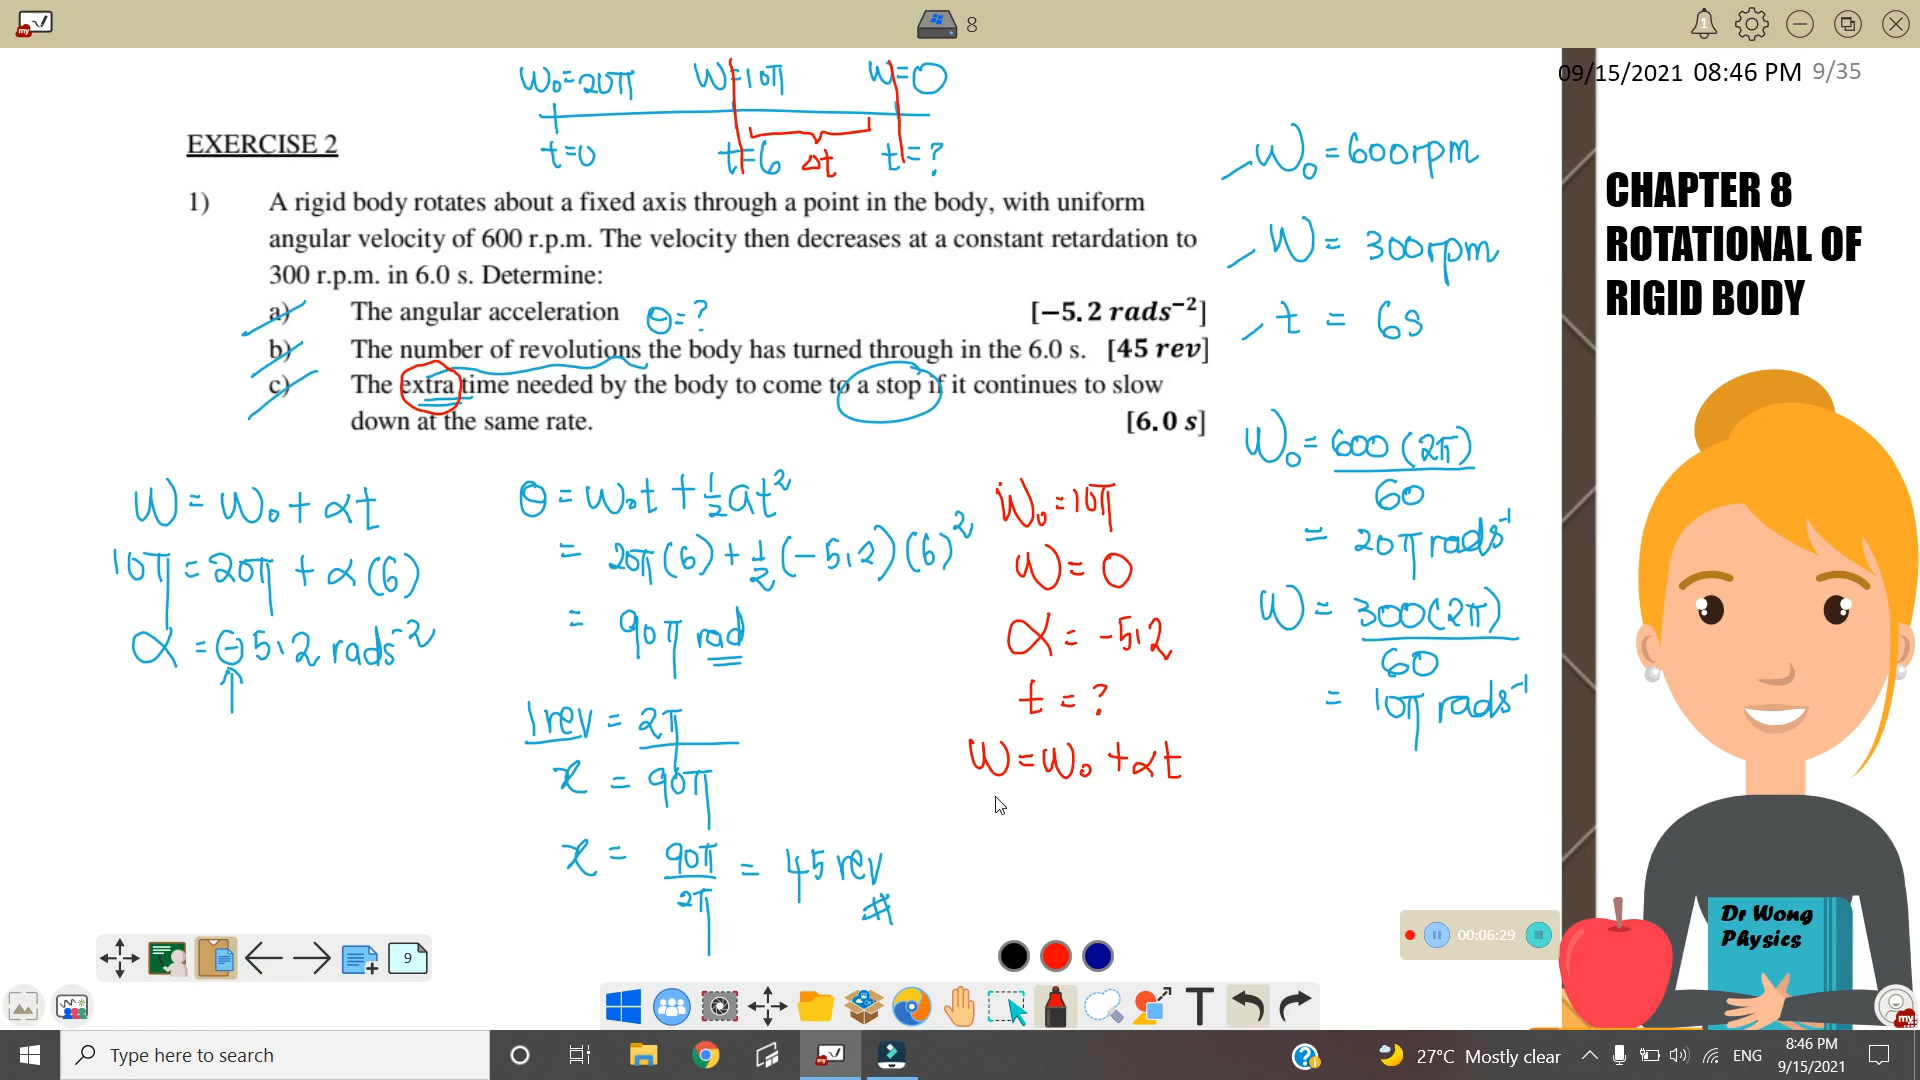 8
09/15/2021 08:46 PM 9/35
ω₀=20π ω=10π ω=0
t=0 t=6 Δt t=?
EXERCISE 2
1) A rigid body rotates about a fixed axis through a point in the body, with uniform
angular velocity of 600 r.p.m. The velocity then decreases at a constant retardation to
300 r.p.m. in 6.0 s. Determine:
a) The angular acceleration θ=? [−5.2 rads⁻²]
b) The number of revolutions the body has turned through in the 6.0 s. [45 rev]
c) The extra time needed by the body to come to a stop if it continues to slow
down at the same rate. [6.0 s]
ω = ω₀ + αt
10π = 20π + α(6)
α = -5.2 rads⁻²
θ = ω₀t + ½at²
= 20π(6) + ½(-5.2)(6)²
= 90π rad
1rev = 2π
x = 90π
x = 90π/2π = 45 rev #
ω₀=10π
ω = 0
α = -5.2
t = ?
ω = ω₀ + αt
ω₀ = 600rpm
ω = 300rpm
t = 6s
ω₀ = 600(2π)/60
= 20π rads⁻¹
ω = 300(2π)/60
= 10π rads⁻¹
CHAPTER 8
ROTATIONAL OF
RIGID BODY
Dr Wong
Physics
00:06:29
9
T
my
Type here to search
27°C Mostly clear
ENG
8:46 PM
9/15/2021